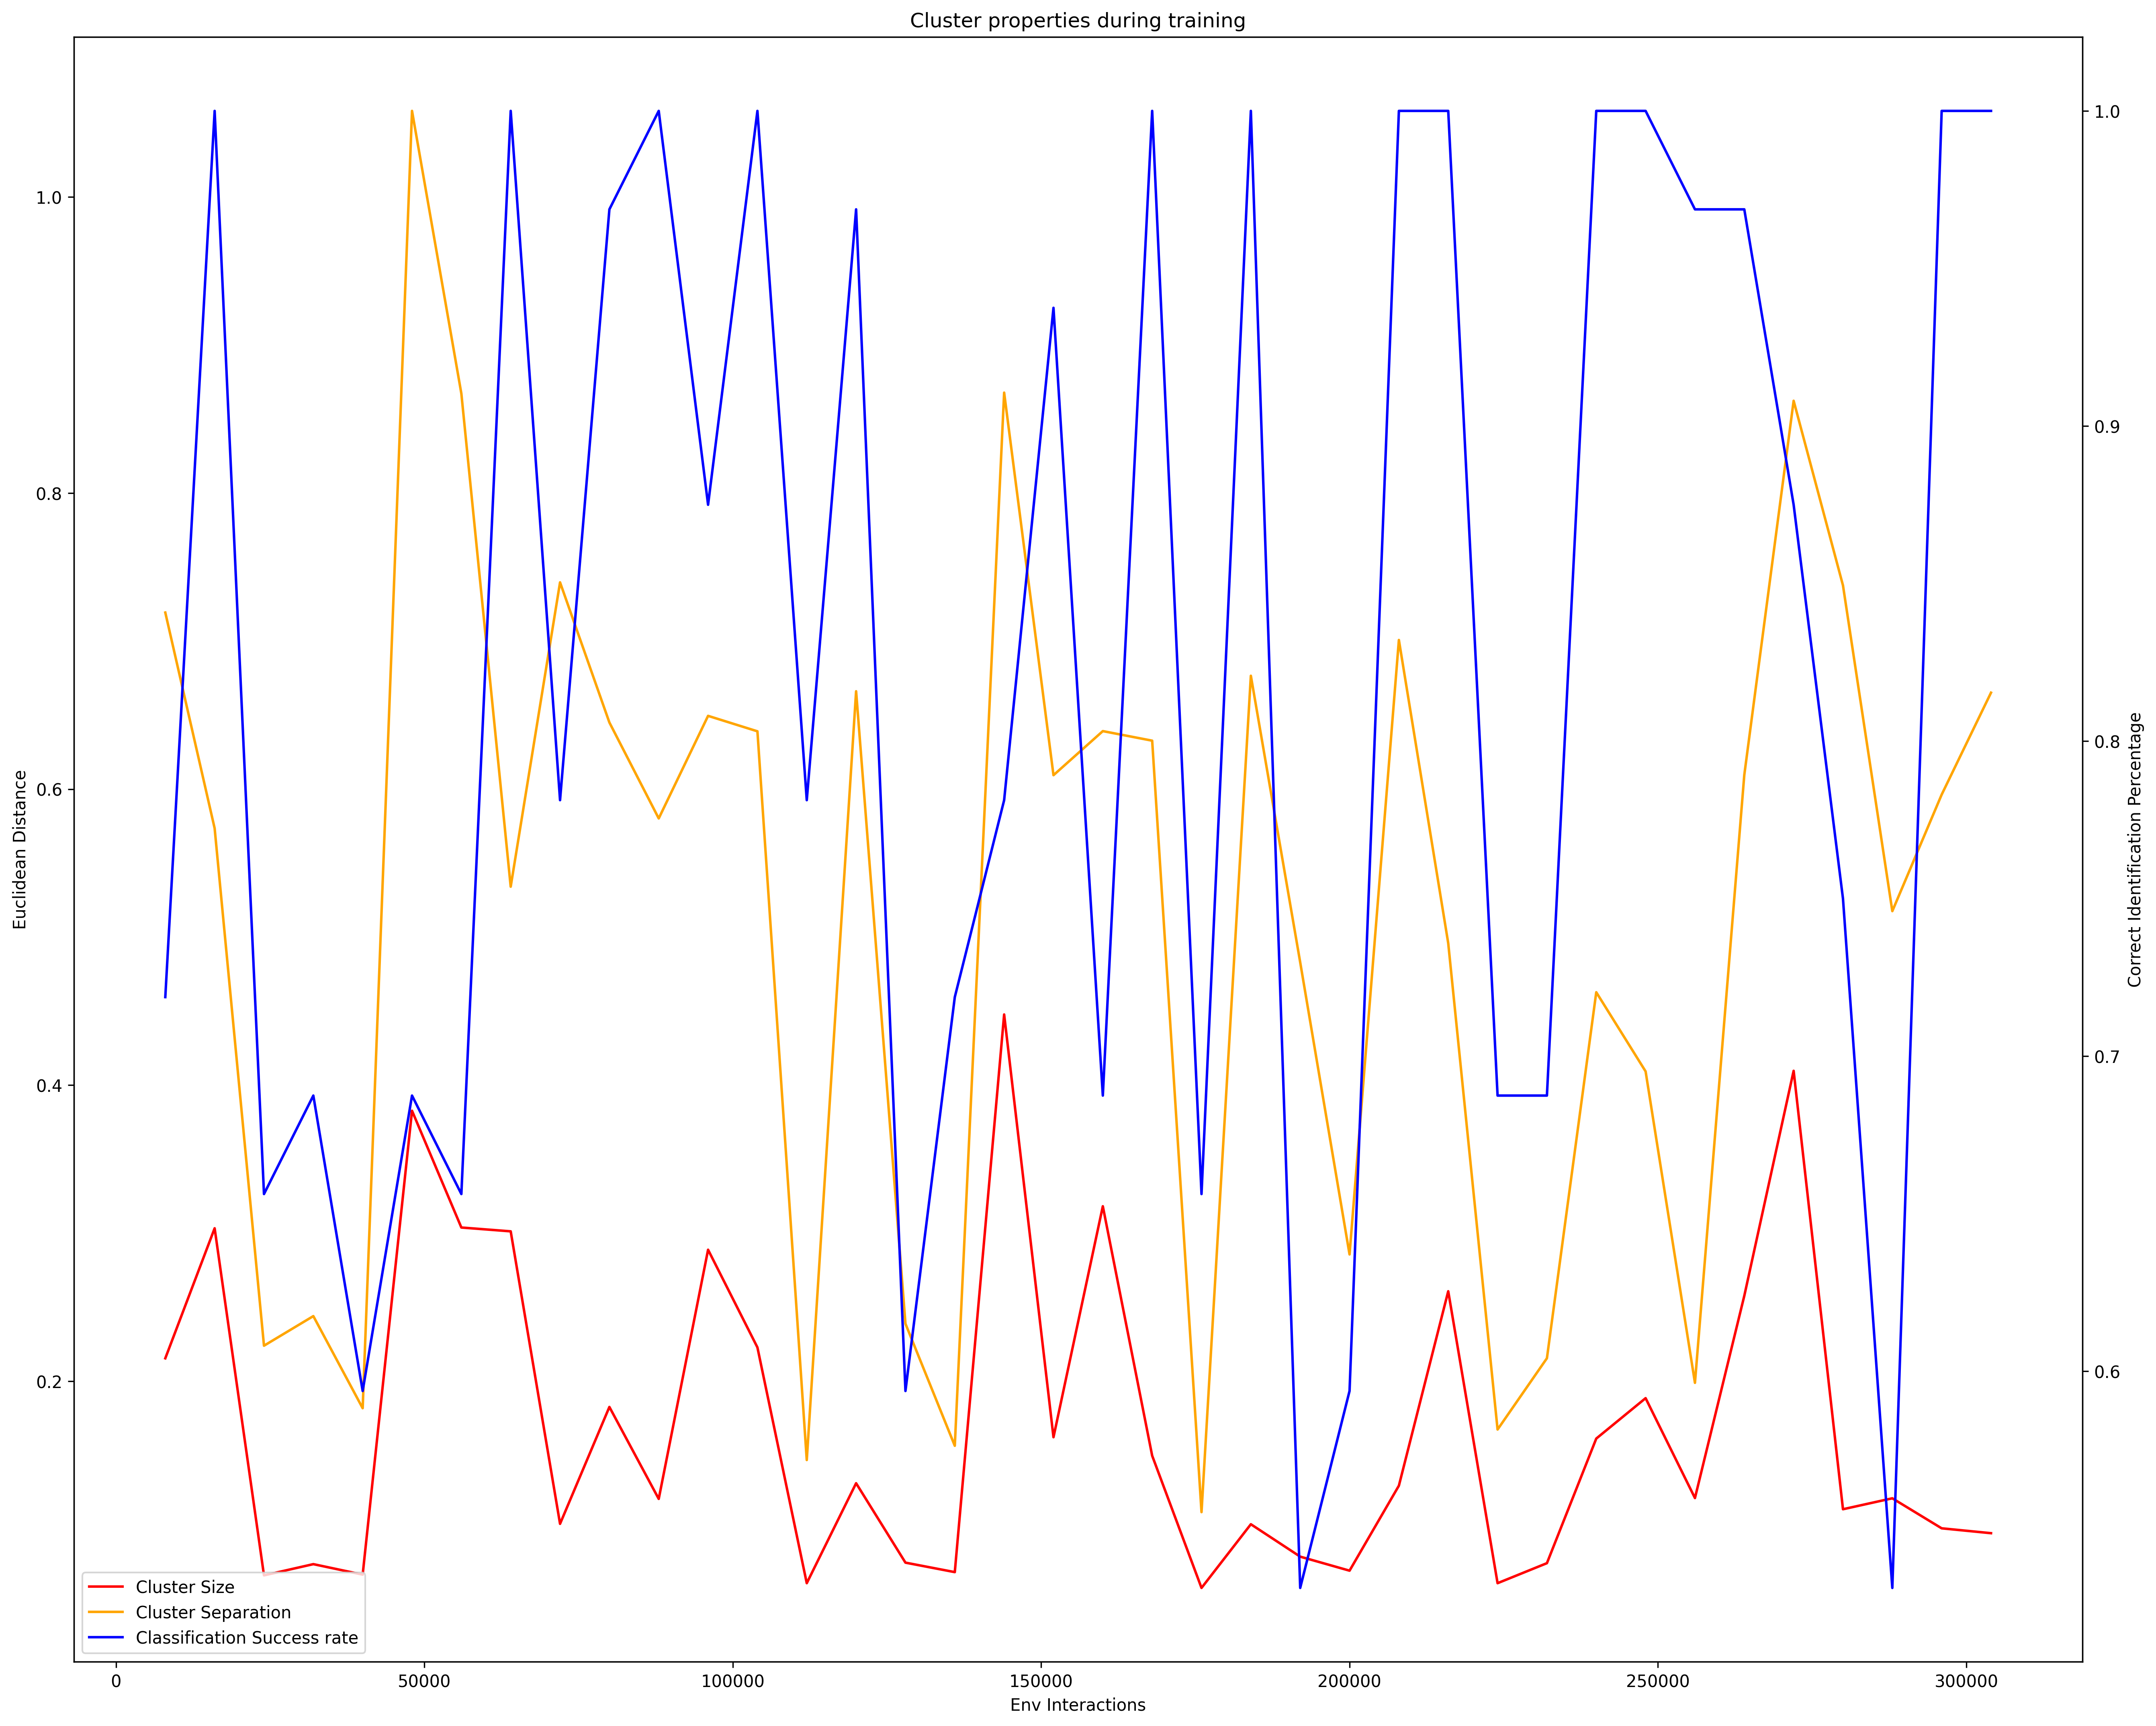 Cluster properties during training
1.0
0.8
0.6
0.4
0.2
Euclidean Distance
1.0
0.9
0.8
0.7
0.6
Correct Identification Percentage
Cluster Size
Cluster Separation
Classification Success rate
0
50000
100000
150000
200000
250000
300000
Env Interactions